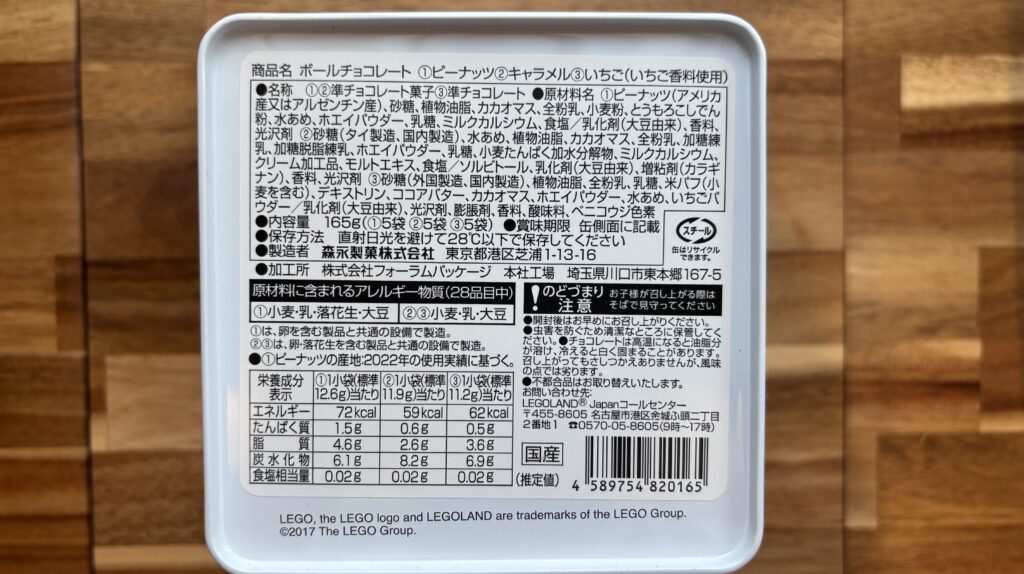 商品名 ボールチョコレート ①ピーナッツ②キャラメル③いちご(いちご香料使用)
●名称 ①②準チョコレート菓子③準チョコレート ●原材料名 ①ピーナッツ(アメリカ
産又はアルゼンチン産)、砂糖、植物油脂、カカオマス、全粉乳、小麦粉、とうもろこしでん
粉、水あめ、ホエイパウダー、乳糖、ミルクカルシウム、食塩/乳化剤(大豆由来)、香料、
光沢剤 ②砂糖(タイ製造、国内製造)、水あめ、植物油脂、カカオマス、全粉乳、加糖練
乳、加糖脱脂練乳、ホエイパウダー、乳糖、小麦たんぱく加水分解物、ミルクカルシウム、
クリーム加工品、モルトエキス、食塩/ソルビトール、乳化剤(大豆由来)、増粘剤(カラギ
ナン)、香料、光沢剤 ③砂糖(外国製造、国内製造)、植物油脂、全粉乳、乳糖、米パフ(小
麦を含む)、デキストリン、ココアバター、カカオマス、ホエイパウダー、水あめ、いちごパウ
ダー/乳化剤(大豆由来)、光沢剤、膨脹剤、香料、酸味料、ベニコウジ色素
●内容量 165g(①5袋 ②5袋 ③5袋) ●賞味期限 缶側面に記載
●保存方法 直射日光を避けて28℃以下で保存してください
●製造者 森永製菓株式会社 東京都港区芝浦1-13-16
スチール
缶はリサイクル
できます。
●加工所 株式会社フォーラムパッケージ 本社工場 埼玉県川口市東本郷167-5
原材料に含まれるアレルギー物質(28品目中)
①小麦・乳・落花生・大豆 ②③小麦・乳・大豆
①は、卵を含む製品と共通の設備で製造。
②③は、卵・落花生を含む製品と共通の設備で製造。
●①ピーナッツの産地:2022年の使用実績に基づく。
栄養成分表示 ①1小袋(標準12.6g)当たり ②1小袋(標準11.9g)当たり ③1小袋(標準11.2g)当たり
エネルギー 72kcal 59kcal 62kcal
たんぱく質 1.5g 0.6g 0.5g
脂質 4.6g 2.6g 3.6g
炭水化物 6.1g 8.2g 6.9g
食塩相当量 0.02g 0.02g 0.02g
(推定値)
!のどづまり注意 お子様が召し上がる際は
そばで見守ってください
●開封後はお早めにお召し上がりください。
●虫害を防ぐため清潔なところに保管してく
ださい。●チョコレートは高温になると油脂分
が溶け、冷えると白く固まることがあります。
召し上がってもさしつかえありませんが、風味
の点では劣ります。
●不都合品はお取り替えいたします。
お問い合わせ先:
LEGOLAND® Japanコールセンター
〒455-8605 名古屋市港区金城ふ頭二丁目
2番地1 ☎0570-05-8605(9時〜17時)
国産
4 589754 820165
LEGO, the LEGO logo and LEGOLAND are trademarks of the LEGO Group.
©2017 The LEGO Group.